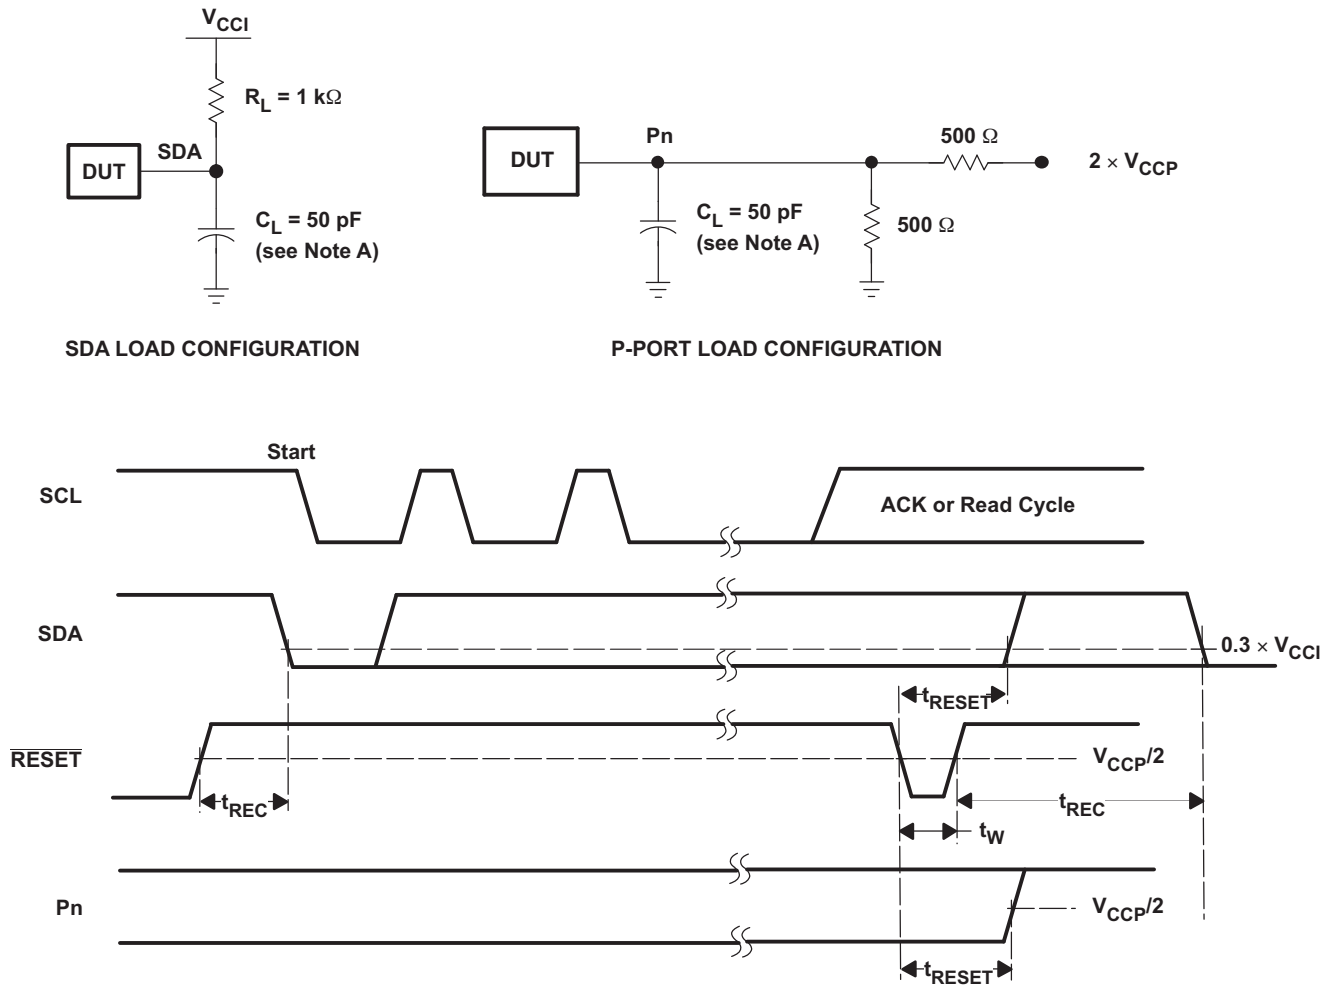 VCCI
RL = 1 kΩ
DUT
SDA
CL = 50 pF
(see Note A)
SDA LOAD CONFIGURATION
DUT
Pn
500 Ω
2 × VCCP
CL = 50 pF
(see Note A)
500 Ω
P-PORT LOAD CONFIGURATION
Start
SCL
ACK or Read Cycle
SDA
0.3 × VCCI
tRESET
RESET
VCCP/2
tREC
tREC
tW
Pn
VCCP/2
tRESET